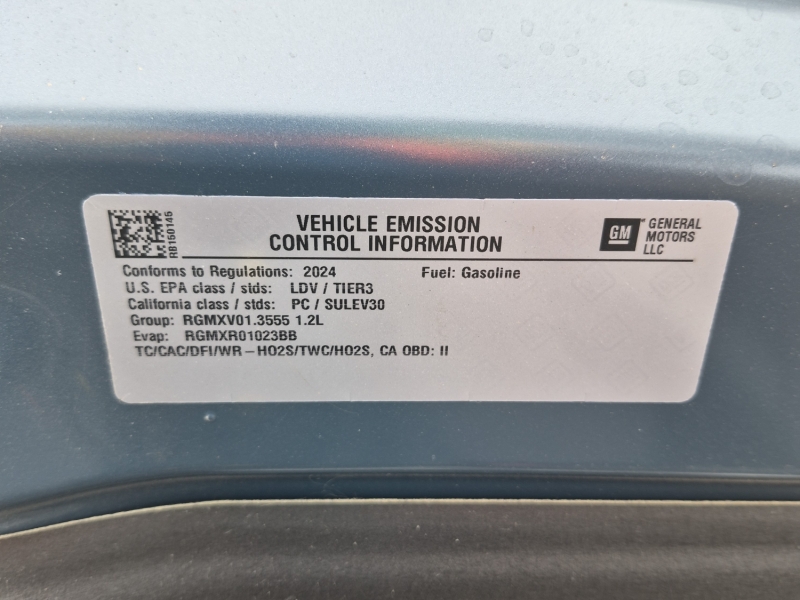 VEHICLE EMISSION
CONTROL INFORMATION
RB150146
GM
GENERAL
MOTORS
LLC
Conforms to Regulations: 2024 Fuel: Gasoline
U.S. EPA class / stds: LDV / TIER3
California class / stds: PC / SULEV30
Group: RGMXV01.3555 1.2L
Evap: RGMXR01023BB
TC/CAC/DFI/WR-HO2S/TWC/HO2S, CA OBD: II